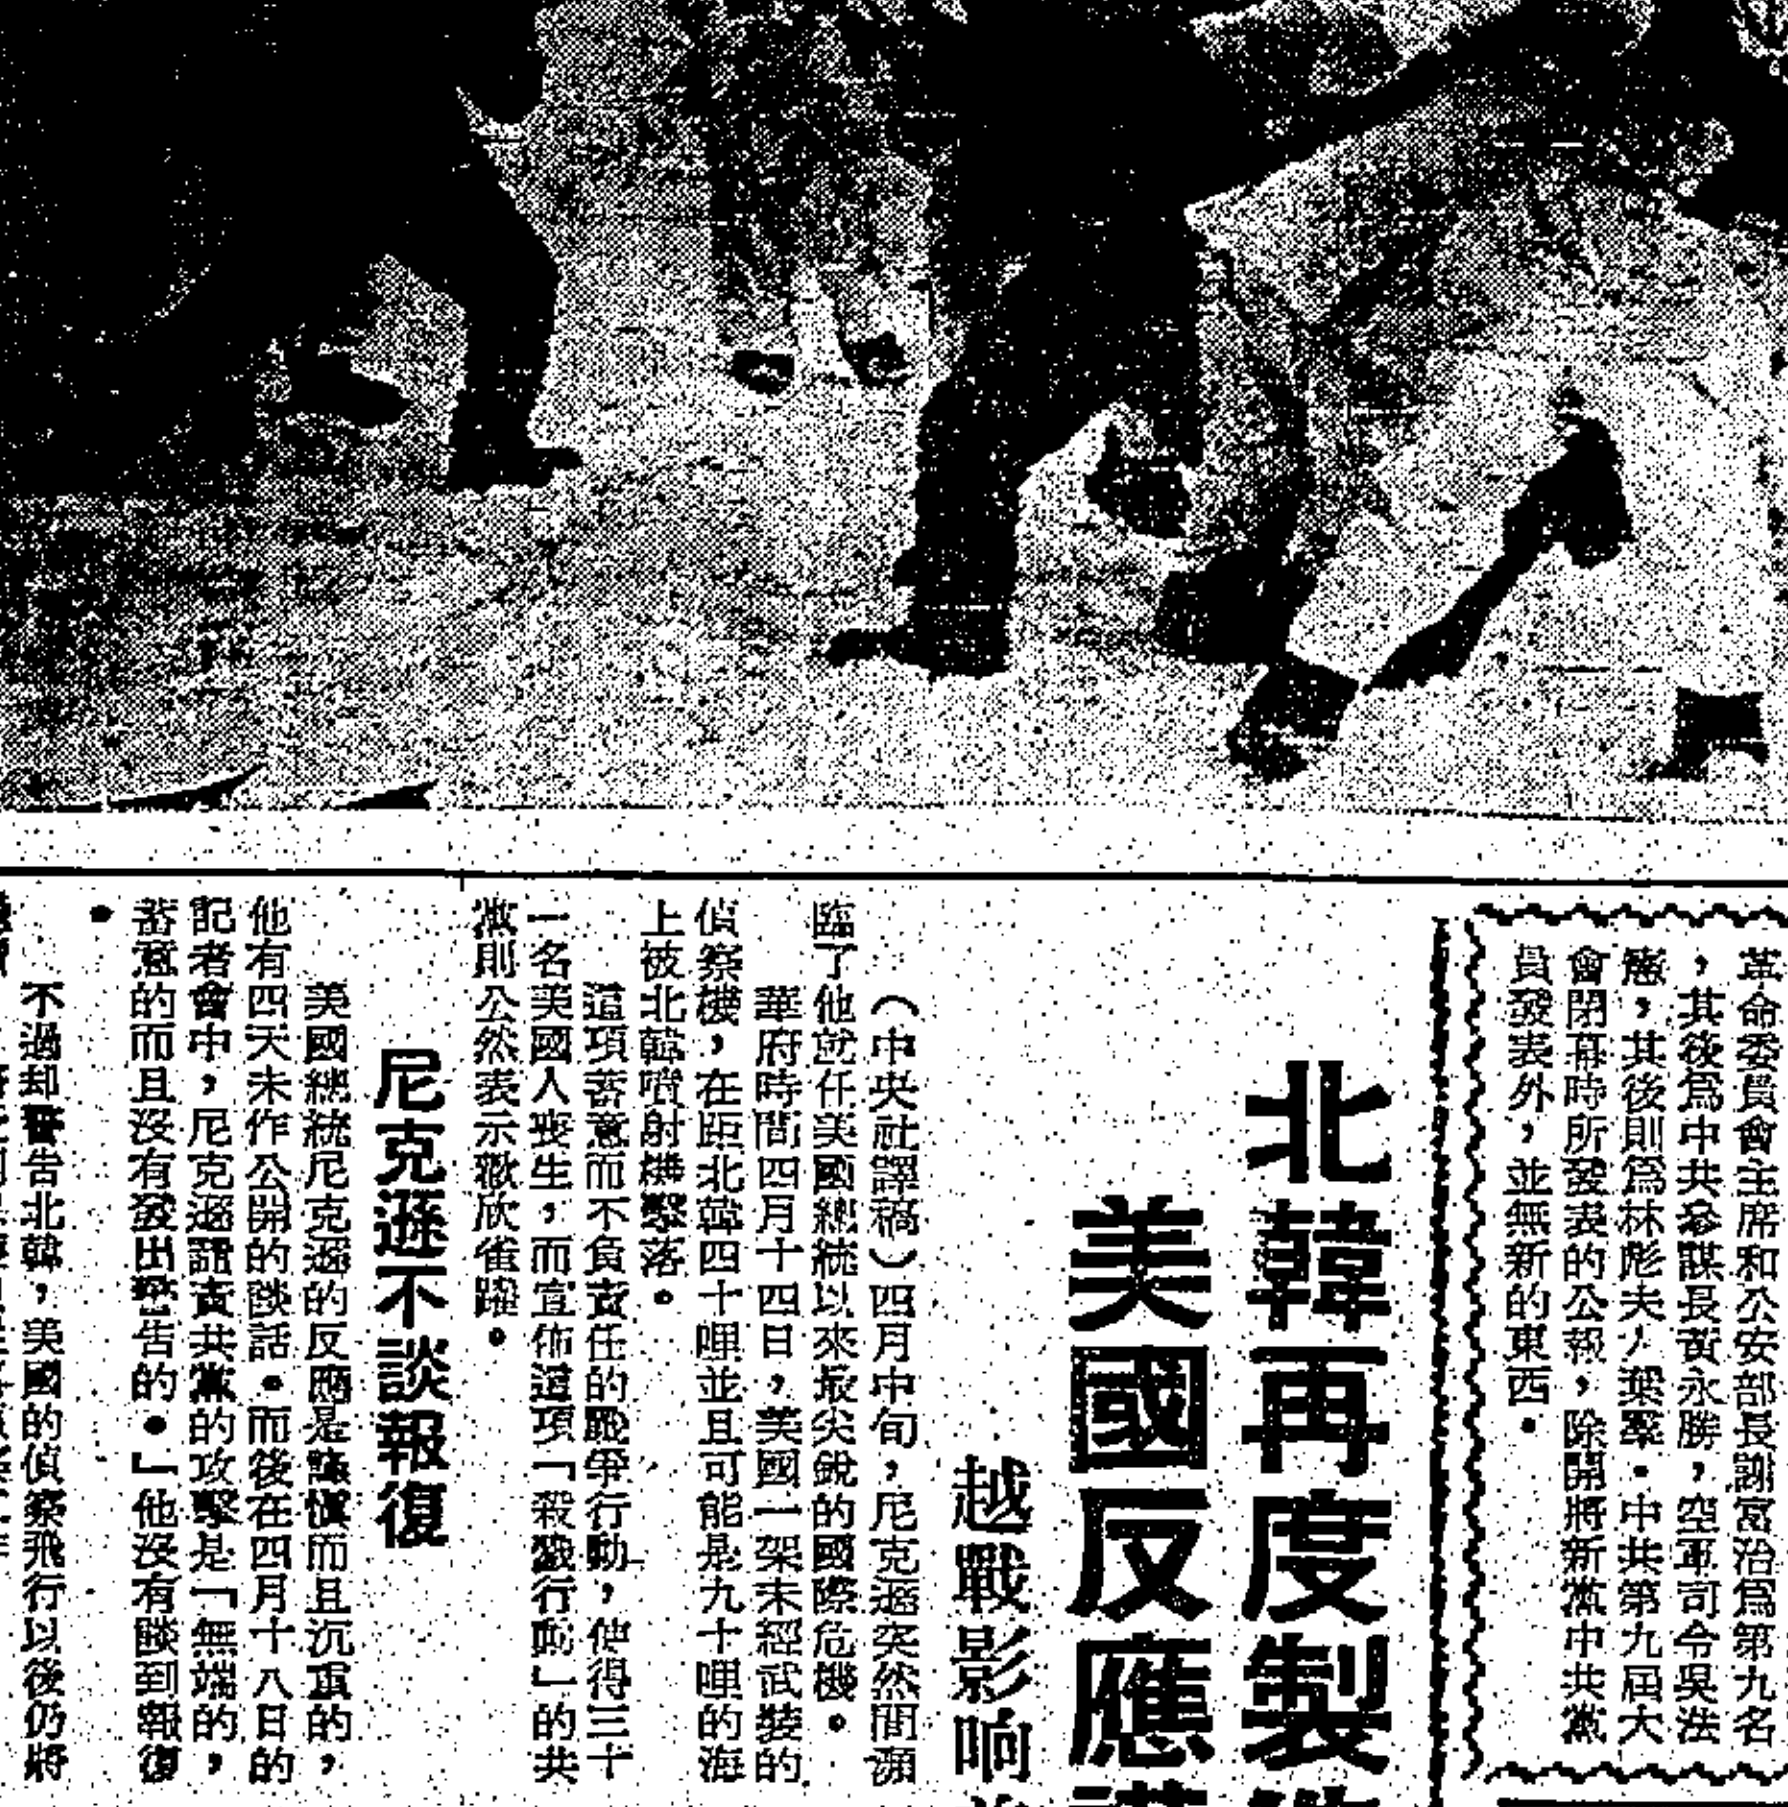 革命委員會主席和公安部長謝富治爲第九名
，其後爲中共參謀長黃永勝，空軍司令吳法
憲，其後則爲林彪夫人葉羣。中共第九屆大
會閉幕時所發表的公報，除開將新黨中共黨
員發表外，並無新的東西。
北韓再度製
美國反應
越戰影响
（中央社譯稿）四月中旬，尼克遜突然間瀕
臨了他就任美國總統以來最尖銳的國際危機。
華府時間四月十四日，美國一架未經武裝的
偵察機，在距北韓四十哩並且可能是九十哩的海
上被北韓噴射機擊落。
這項蓄意而不負責任的戰爭行動，使得三十
一名美國人喪生，而宣佈這項「殺戮行動」的共
黨則公然表示歡欣雀躍。
尼克遜不談報復
美國總統尼克遜的反應是謹愼而且沉重的，
他有四天未作公開的談話。而後在四月十八日的
記者會中，尼克遜譴責共黨的攻擊是「無端的，
蓄意的而且沒有發出警告的。」他沒有談到報復
。
不過却警告北韓，美國的偵察飛行以後仍將